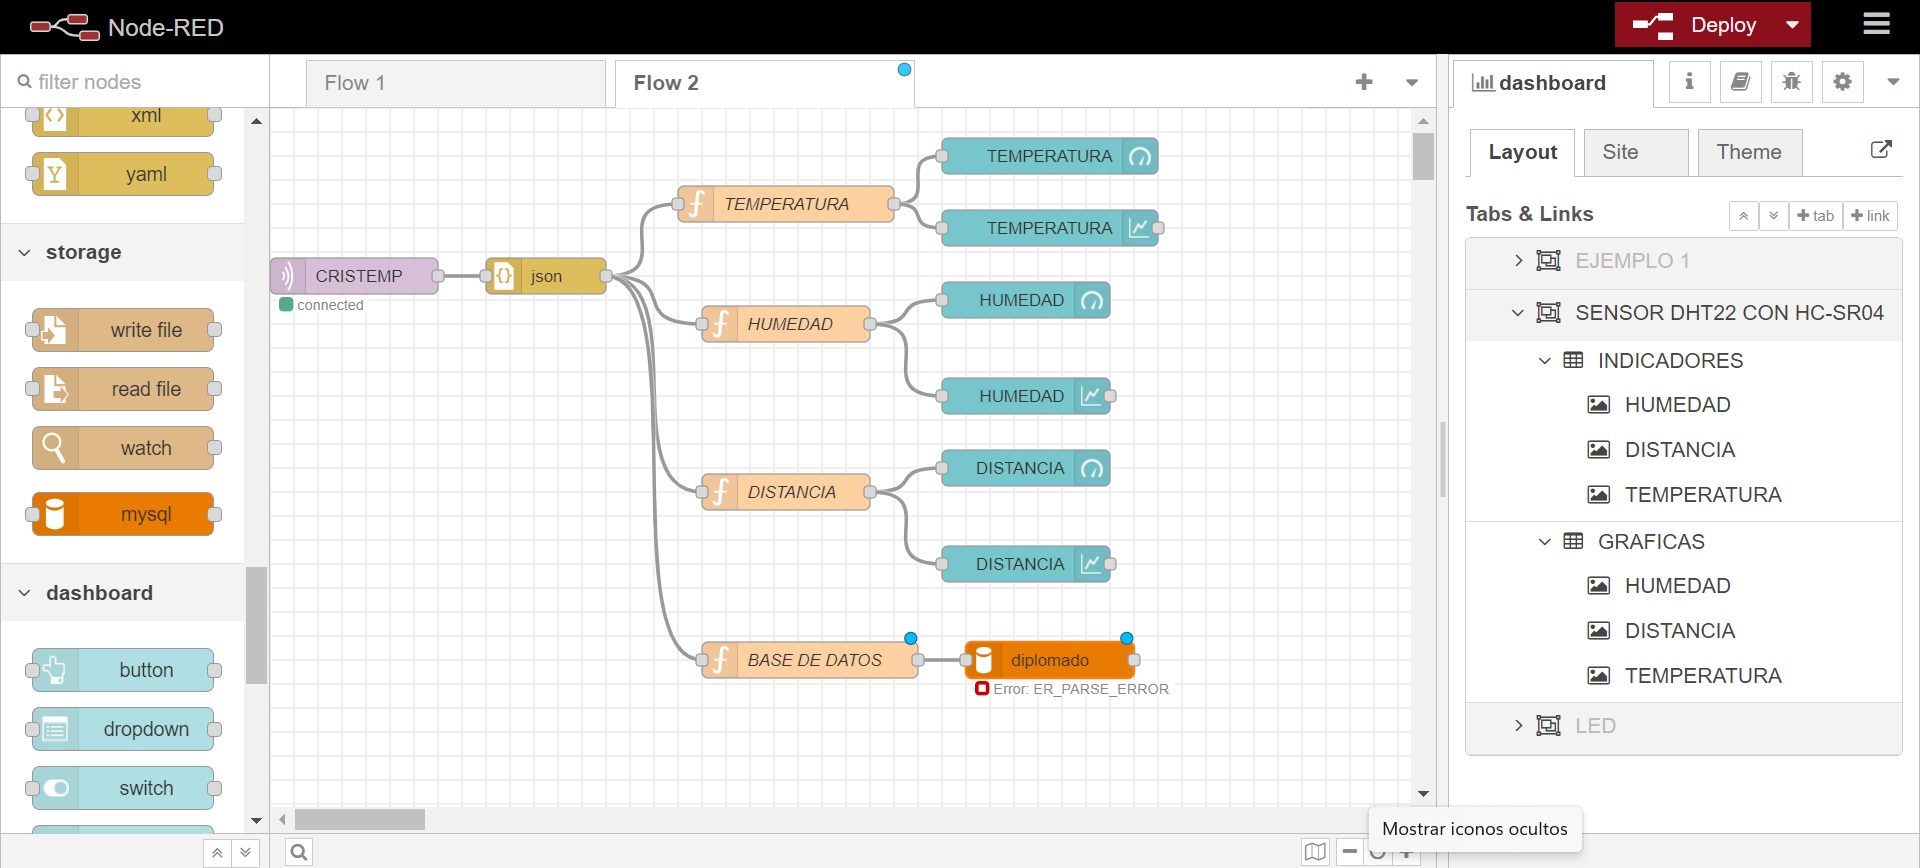 Node-RED
Deploy
filter nodes
xml
yaml
storage
write file
read file
watch
mysql
dashboard
button
dropdown
switch
Flow 1
Flow 2
CRISTEMP
connected
json
TEMPERATURA
HUMEDAD
DISTANCIA
BASE DE DATOS
TEMPERATURA
TEMPERATURA
HUMEDAD
HUMEDAD
DISTANCIA
DISTANCIA
diplomado
Error: ER_PARSE_ERROR
dashboard
Layout
Site
Theme
Tabs & Links
tab
link
EJEMPLO 1
SENSOR DHT22 CON HC-SR04
INDICADORES
HUMEDAD
DISTANCIA
TEMPERATURA
GRAFICAS
HUMEDAD
DISTANCIA
TEMPERATURA
LED
Mostrar iconos ocultos